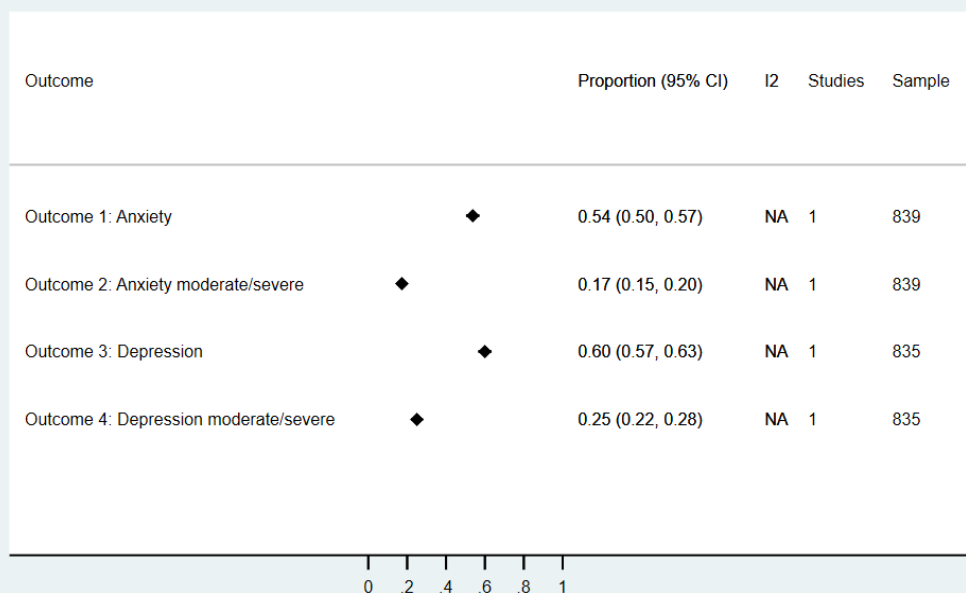 Outcome Proportion (95% CI) I2 Studies Sample
Outcome 1: Anxiety 0.54 (0.50, 0.57) NA 1 839
Outcome 2: Anxiety moderate/severe 0.17 (0.15, 0.20) NA 1 839
Outcome 3: Depression 0.60 (0.57, 0.63) NA 1 835
Outcome 4: Depression moderate/severe 0.25 (0.22, 0.28) NA 1 835
0 .2 .4 .6 .8 1